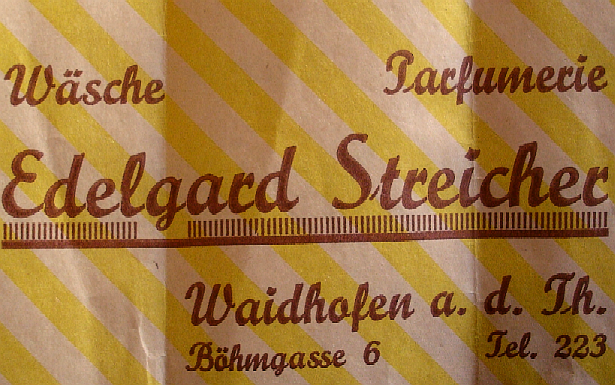 Wäsche Parfumerie
Edelgard Streicher
Waidhofen a. d. Th.
Böhmgasse 6 Tel. 223